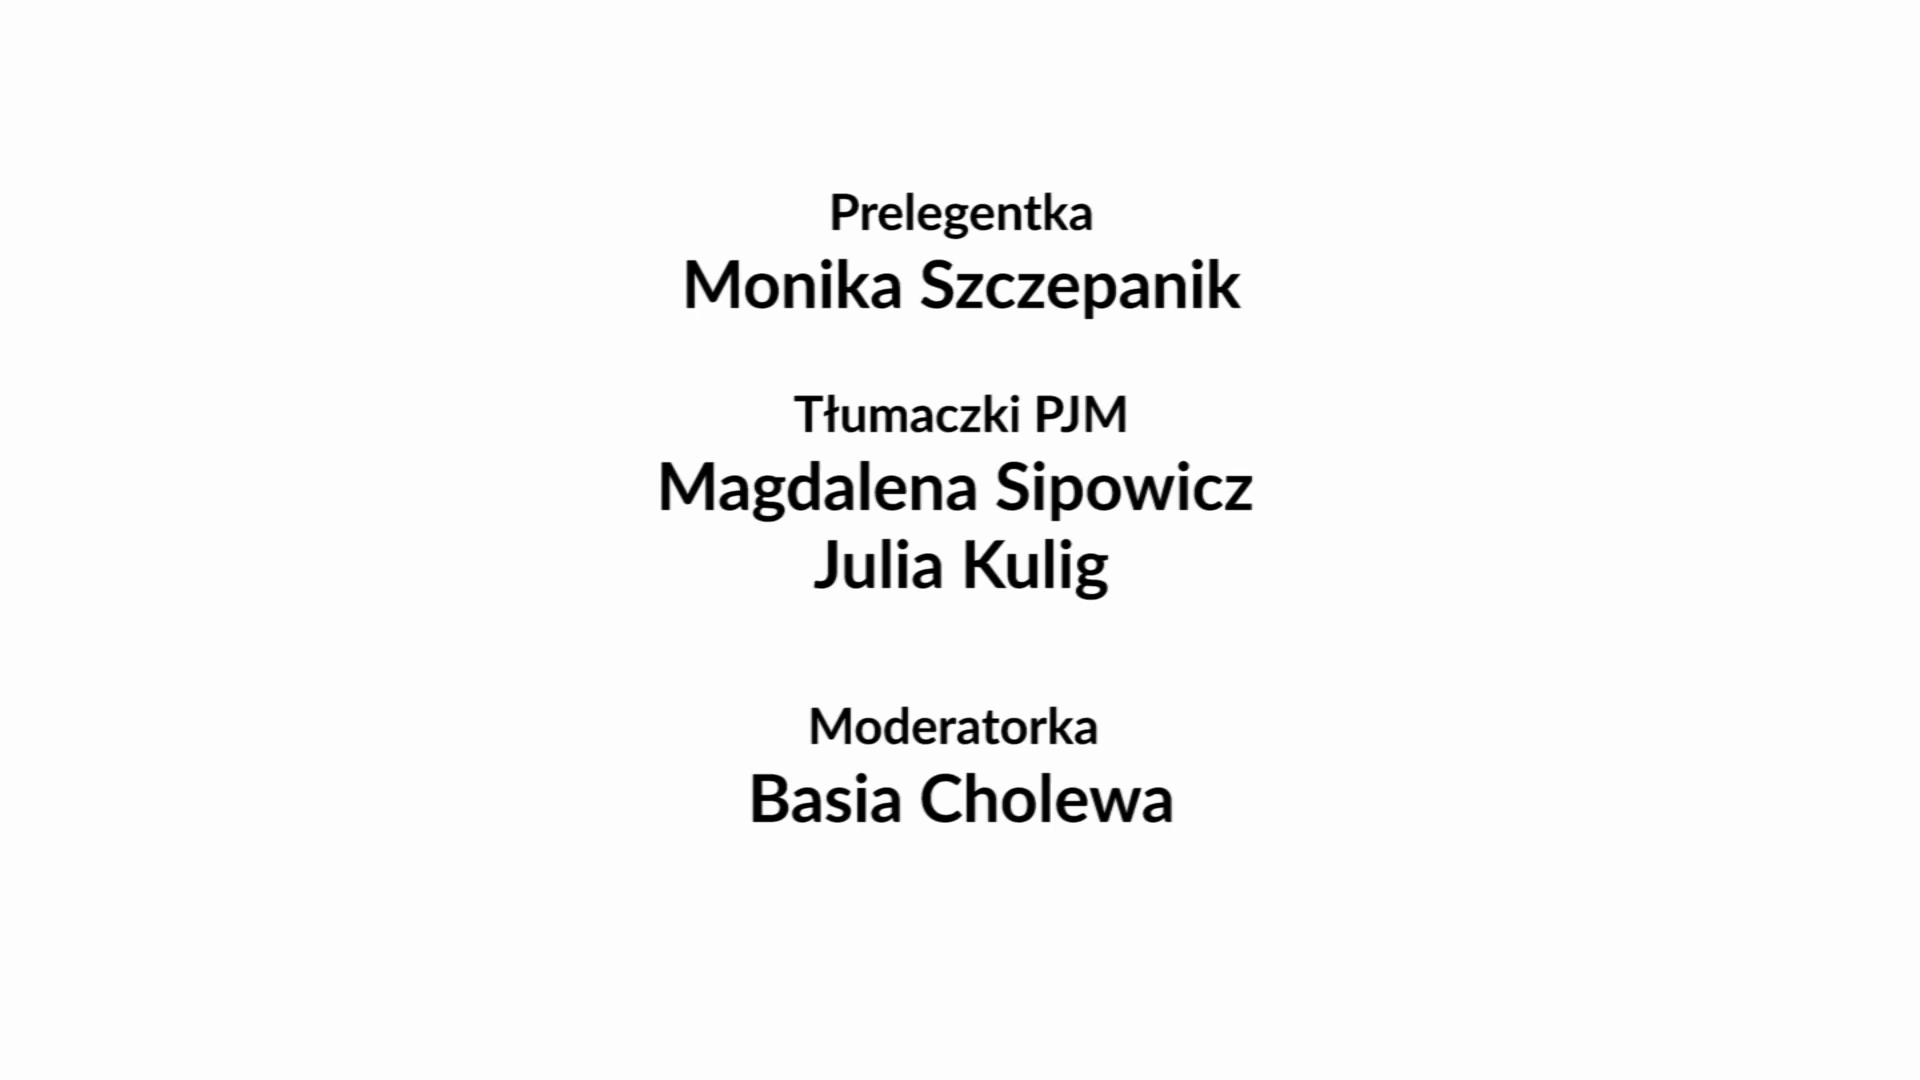 Prelegentka
Monika Szczepanik
Tłumaczki PJM
Magdalena Sipowicz
Julia Kulig
Moderatorka
Basia Cholewa